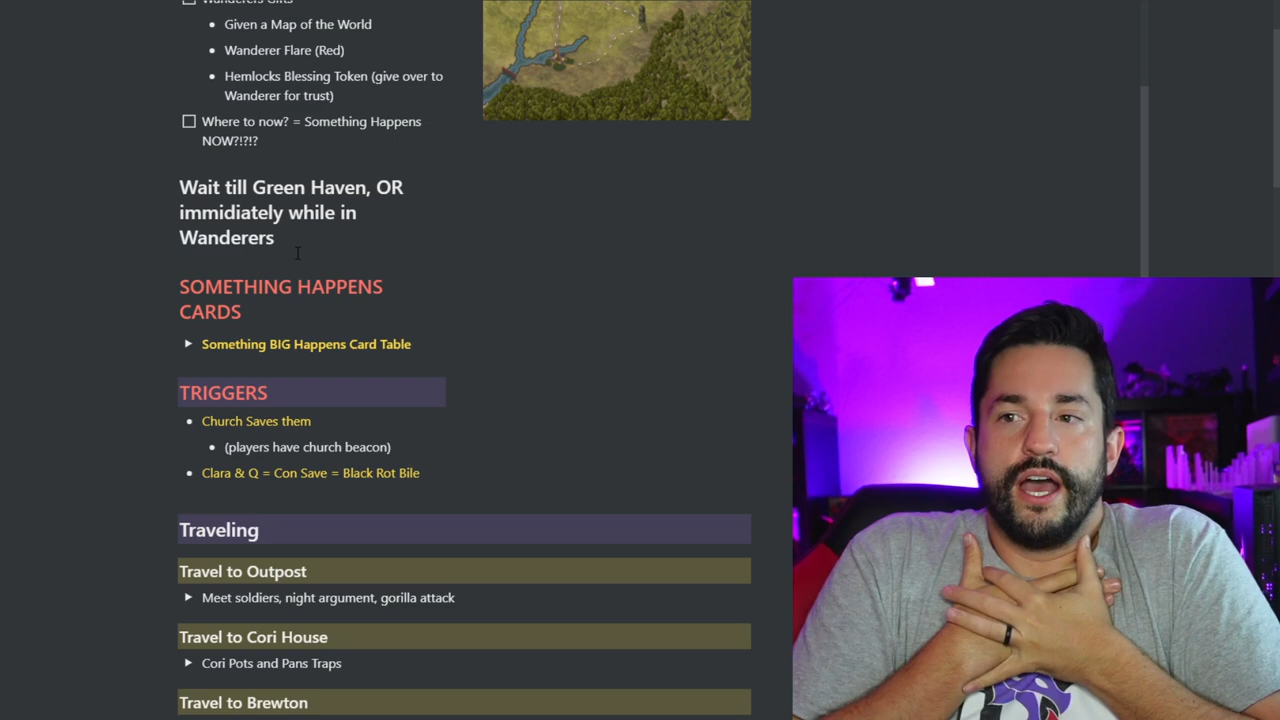 Wanderers Gifts
Given a Map of the World
Wanderer Flare (Red)
Hemlocks Blessing Token (give over to
Wanderer for trust)
Where to now? = Something Happens
NOW?!?!?
Wait till Green Haven, OR
immidiately while in
Wanderers
SOMETHING HAPPENS
CARDS
Something BIG Happens Card Table
TRIGGERS
Church Saves them
(players have church beacon)
Clara & Q = Con Save = Black Rot Bile
Traveling
Travel to Outpost
Meet soldiers, night argument, gorilla attack
Travel to Cori House
Cori Pots and Pans Traps
Travel to Brewton